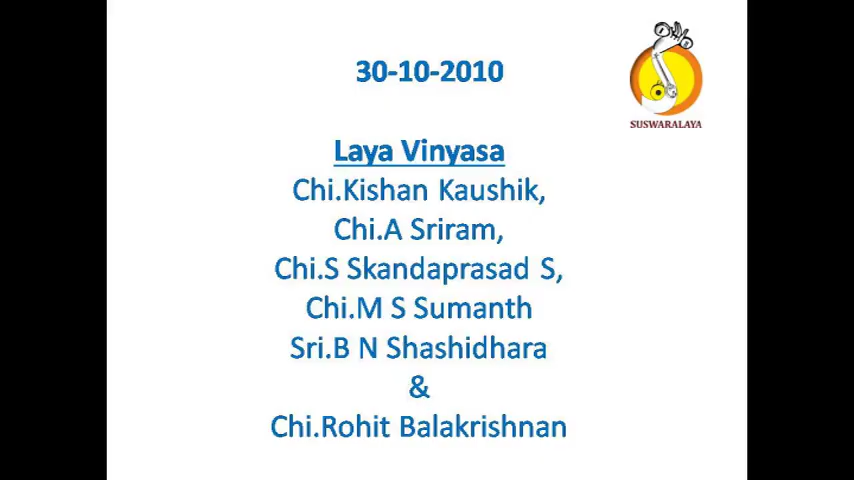 30-10-2010
SUSWARALAYA
Laya Vinyasa
Chi.Kishan Kaushik,
Chi.A Sriram,
Chi.S Skandaprasad S,
Chi.M S Sumanth
Sri.B N Shashidhara
&
Chi.Rohit Balakrishnan